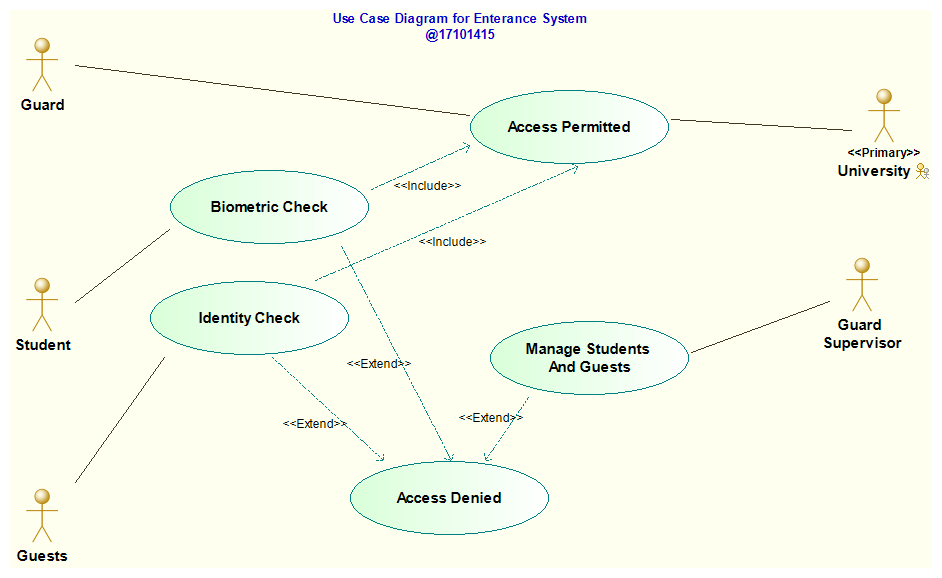 Use Case Diagram for Enterance System
@17101415
Guard
Access Permitted
<<Primary>>
University
<<Include>>
Biometric Check
<<Include>>
Identity Check
Student
Guard
Supervisor
Manage Students
And Guests
<<Extend>>
<<Extend>>
<<Extend>>
Access Denied
Guests